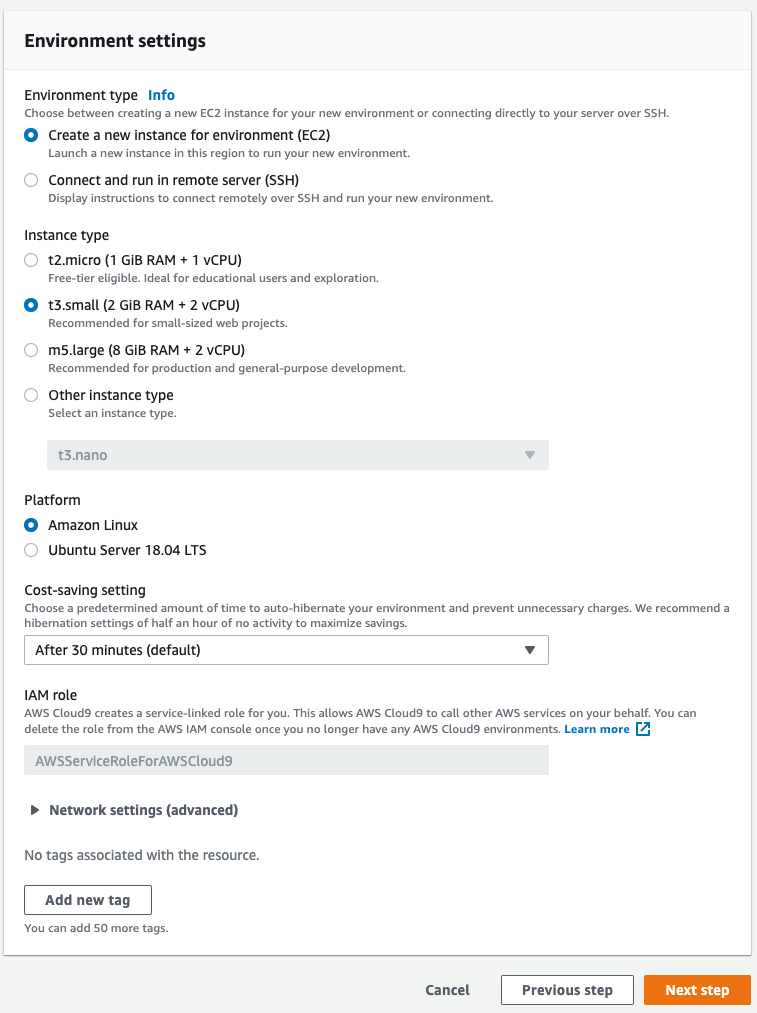 Environment settings
Environment type Info
Choose between creating a new EC2 instance for your new environment or connecting directly to your server over SSH.
Create a new instance for environment (EC2)
Launch a new instance in this region to run your new environment.
Connect and run in remote server (SSH)
Display instructions to connect remotely over SSH and run your new environment.
Instance type
t2.micro (1 GiB RAM + 1 vCPU)
Free-tier eligible. Ideal for educational users and exploration.
t3.small (2 GiB RAM + 2 vCPU)
Recommended for small-sized web projects.
m5.large (8 GiB RAM + 2 vCPU)
Recommended for production and general-purpose development.
Other instance type
Select an instance type.
t3.nano
Platform
Amazon Linux
Ubuntu Server 18.04 LTS
Cost-saving setting
Choose a predetermined amount of time to auto-hibernate your environment and prevent unnecessary charges. We recommend a
hibernation settings of half an hour of no activity to maximize savings.
After 30 minutes (default)
IAM role
AWS Cloud9 creates a service-linked role for you. This allows AWS Cloud9 to call other AWS services on your behalf. You can
delete the role from the AWS IAM console once you no longer have any AWS Cloud9 environments. Learn more
AWSServiceRoleForAWSCloud9
Network settings (advanced)
No tags associated with the resource.
Add new tag
You can add 50 more tags.
Cancel Previous step Next step